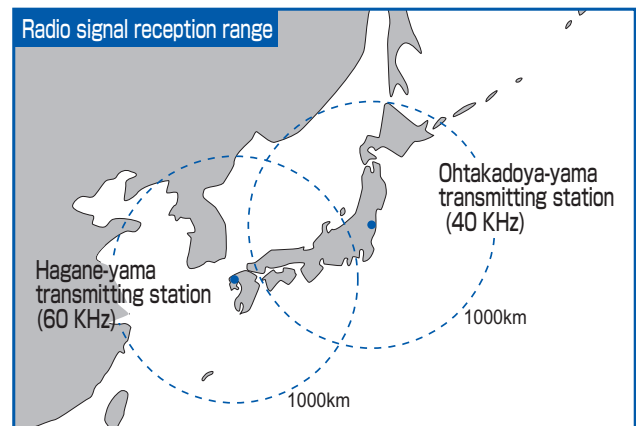 Radio signal reception range
Ohtakadoya-yama
transmitting station
(40 KHz)
Hagane-yama
transmitting station
(60 KHz)
1000km
1000km